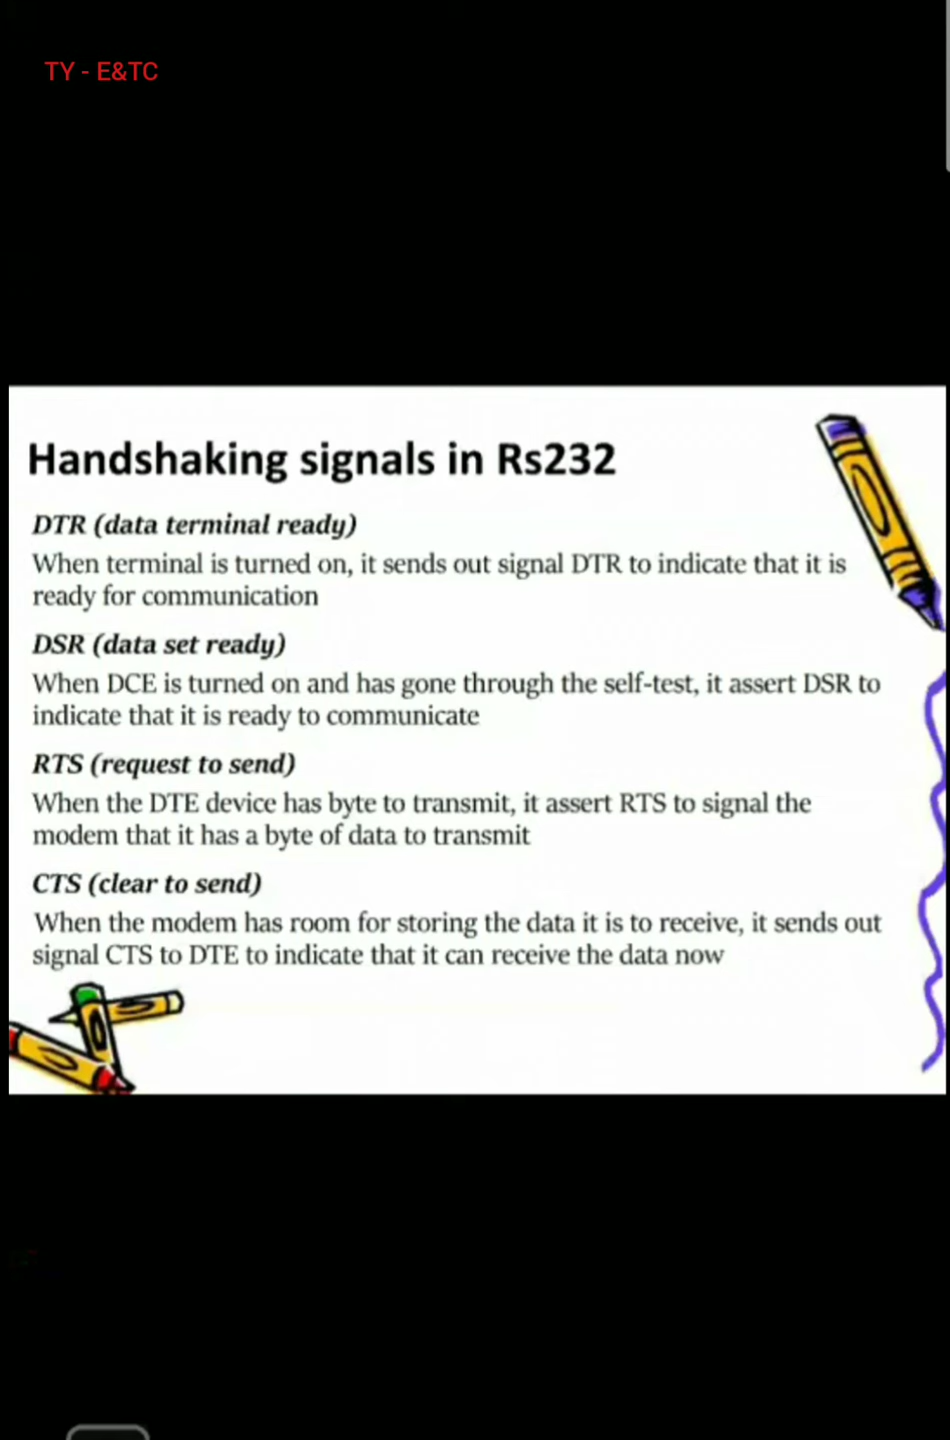 TY - E&TC
Handshaking signals in Rs232
DTR (data terminal ready)
When terminal is turned on, it sends out signal DTR to indicate that it is
ready for communication
DSR (data set ready)
When DCE is turned on and has gone through the self-test, it assert DSR to
indicate that it is ready to communicate
RTS (request to send)
When the DTE device has byte to transmit, it assert RTS to signal the
modem that it has a byte of data to transmit
CTS (clear to send)
When the modem has room for storing the data it is to receive, it sends out
signal CTS to DTE to indicate that it can receive the data now